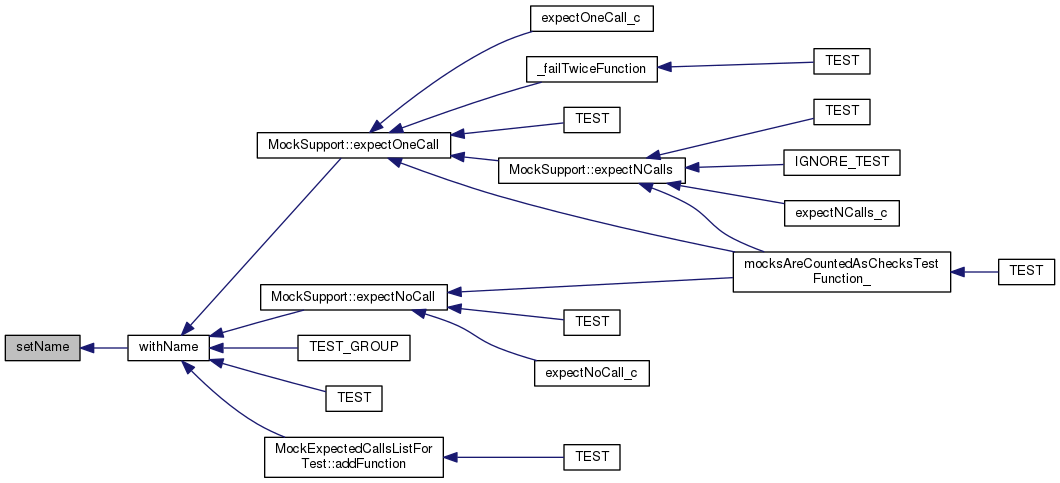 expectOneCall_c
_failTwiceFunction
TEST
TEST
TEST
MockSupport::expectOneCall
MockSupport::expectNCalls
IGNORE_TEST
expectNCalls_c
mocksAreCountedAsChecksTest
Function_
TEST
MockSupport::expectNoCall
TEST
setName
withName
TEST_GROUP
expectNoCall_c
TEST
MockExpectedCallsListFor
Test::addFunction
TEST